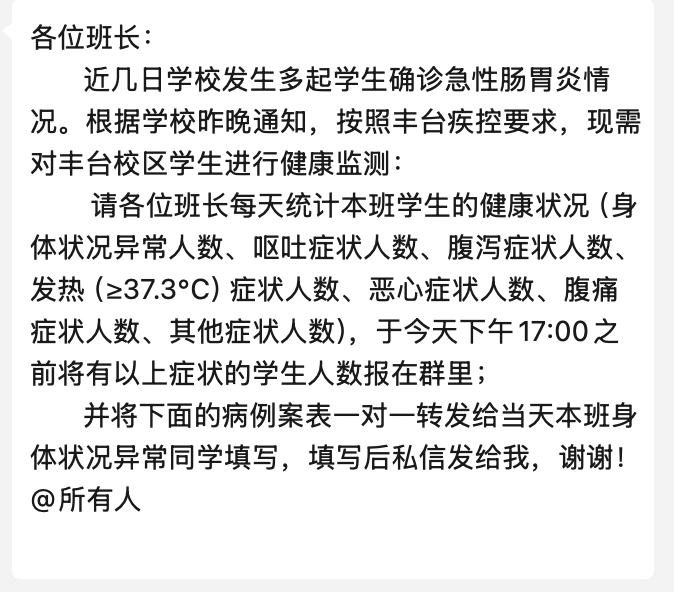 各位班长：
近几日学校发生多起学生确诊急性肠胃炎情
况。根据学校昨晚通知，按照丰台疾控要求，现需
对丰台校区学生进行健康监测：
请各位班长每天统计本班学生的健康状况（身
体状况异常人数、呕吐症状人数、腹泻症状人数、
发热（≥37.3°C）症状人数、恶心症状人数、腹痛
症状人数、其他症状人数），于今天下午17:00之
前将有以上症状的学生人数报在群里；
并将下面的病例案表一对一转发给当天本班身
体状况异常同学填写，填写后私信发给我，谢谢！
@所有人